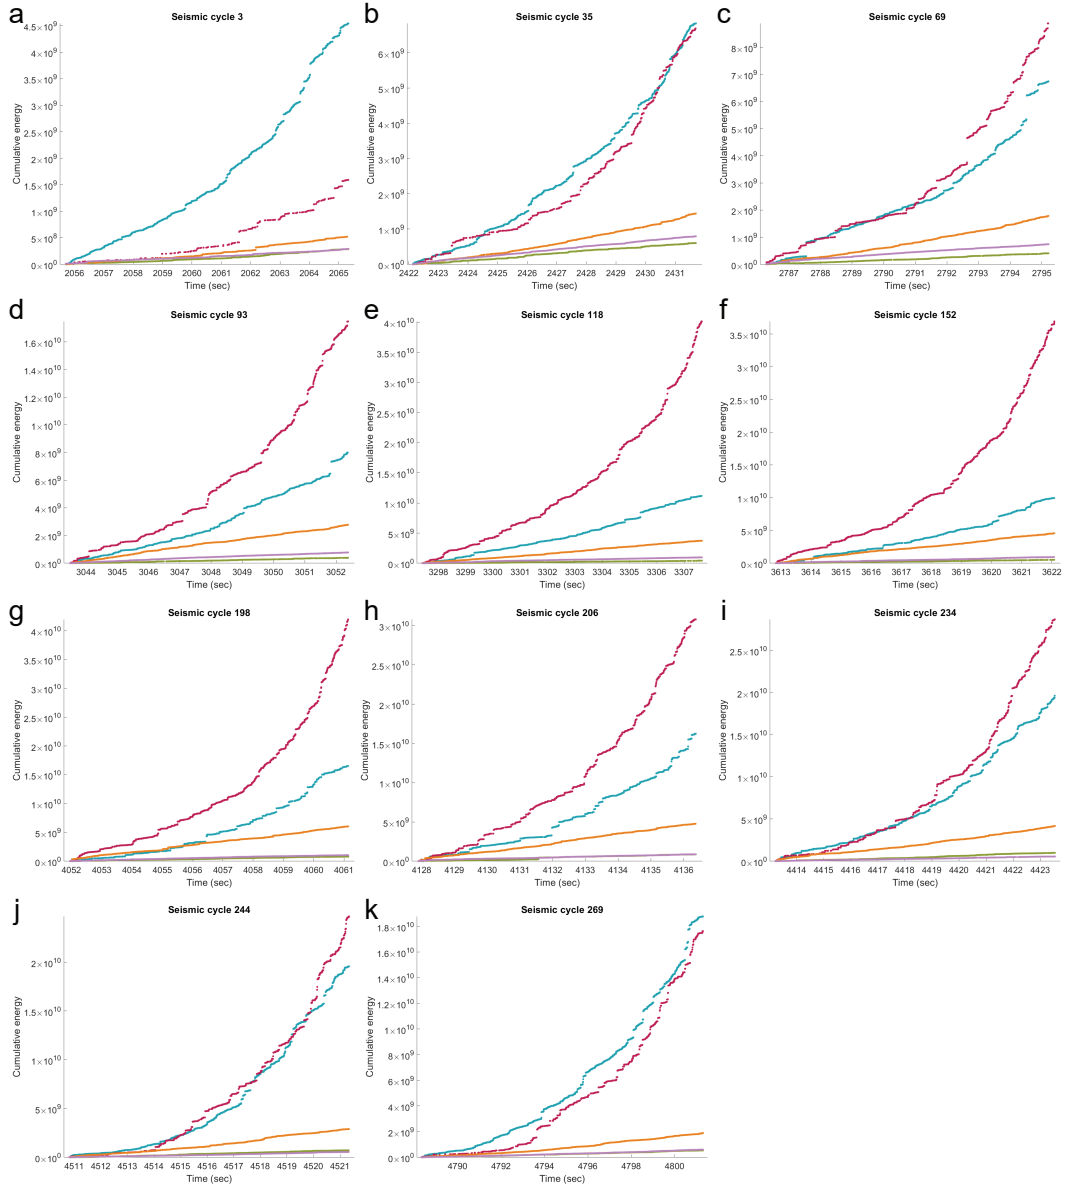 a
Seismic cycle 3
4.5×10⁹
4×10⁹
3.5×10⁹
3×10⁹
2.5×10⁹
2×10⁹
1.5×10⁹
1×10⁹
5×10⁸
0×10⁰
Cumulative energy
2056 2057 2058 2059 2060 2061 2062 2063 2064 2065
Time (sec)
b
Seismic cycle 35
6×10⁹
5×10⁹
4×10⁹
3×10⁹
2×10⁹
1×10⁹
0×10⁰
Cumulative energy
2422 2423 2424 2425 2426 2427 2428 2429 2430 2431
Time (sec)
c
Seismic cycle 69
8×10⁹
7×10⁹
6×10⁹
5×10⁹
4×10⁹
3×10⁹
2×10⁹
1×10⁹
0×10⁰
Cumulative energy
2787 2788 2789 2790 2791 2792 2793 2794 2795
Time (sec)
d
Seismic cycle 93
1.6×10¹⁰
1.4×10¹⁰
1.2×10¹⁰
1×10¹⁰
8×10⁹
6×10⁹
4×10⁹
2×10⁹
0×10⁰
Cumulative energy
3044 3045 3046 3047 3048 3049 3050 3051 3052
Time (sec)
e
Seismic cycle 118
4×10¹⁰
3.5×10¹⁰
3×10¹⁰
2.5×10¹⁰
2×10¹⁰
1.5×10¹⁰
1×10¹⁰
5×10⁹
0×10⁰
Cumulative energy
3298 3299 3300 3301 3302 3303 3304 3305 3306 3307
Time (sec)
f
Seismic cycle 152
3.5×10¹⁰
3×10¹⁰
2.5×10¹⁰
2×10¹⁰
1.5×10¹⁰
1×10¹⁰
5×10⁹
0×10⁰
Cumulative energy
3613 3614 3615 3616 3617 3618 3619 3620 3621 3622
Time (sec)
g
Seismic cycle 198
4×10¹⁰
3.5×10¹⁰
3×10¹⁰
2.5×10¹⁰
2×10¹⁰
1.5×10¹⁰
1×10¹⁰
5×10⁹
0×10⁰
Cumulative energy
4052 4053 4054 4055 4056 4057 4058 4059 4060 4061
Time (sec)
h
Seismic cycle 206
3×10¹⁰
2.5×10¹⁰
2×10¹⁰
1.5×10¹⁰
1×10¹⁰
5×10⁹
0×10⁰
Cumulative energy
4128 4129 4130 4131 4132 4133 4134 4135 4136
Time (sec)
i
Seismic cycle 234
2.5×10¹⁰
2×10¹⁰
1.5×10¹⁰
1×10¹⁰
5×10⁹
0×10⁰
Cumulative energy
4414 4415 4416 4417 4418 4419 4420 4421 4422 4423
Time (sec)
j
Seismic cycle 244
2×10¹⁰
1.5×10¹⁰
1×10¹⁰
5×10⁹
0×10⁰
Cumulative energy
4511 4512 4513 4514 4515 4516 4517 4518 4519 4520 4521
Time (sec)
k
Seismic cycle 269
1.8×10¹⁰
1.6×10¹⁰
1.4×10¹⁰
1.2×10¹⁰
1×10¹⁰
8×10⁹
6×10⁹
4×10⁹
2×10⁹
0×10⁰
Cumulative energy
4790 4792 4794 4796 4798 4800
Time (sec)